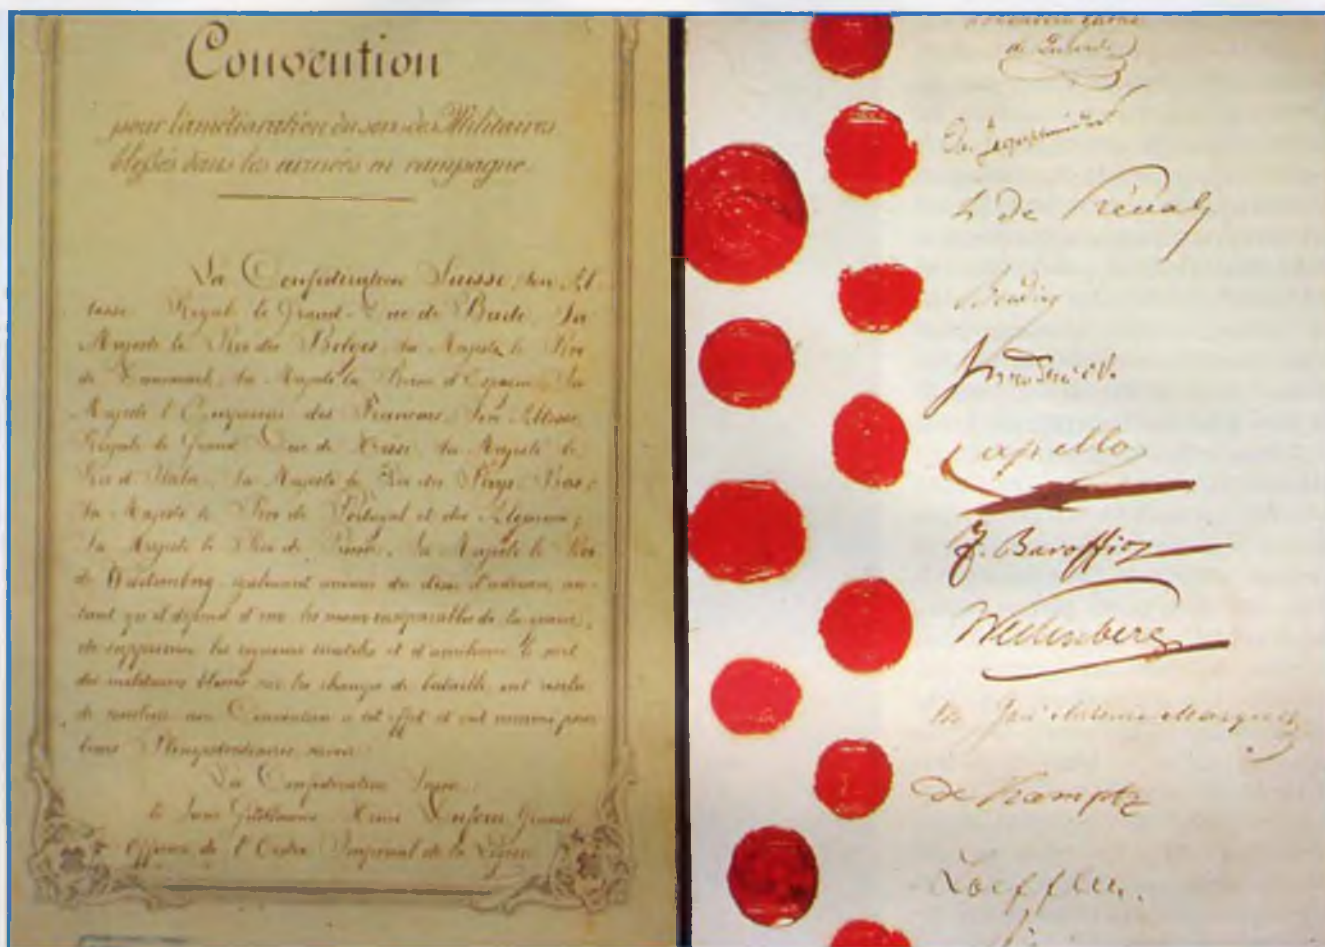 Convention
pour l'amélioration du sort des Militaires
blessés dans les armées en campagne.
La Confédération Suisse, Son Al-
tesse Royale le Grand-Duc de Bade, Sa
Majesté le Roi des Belges, Sa Majesté le Roi
de Danemark, Sa Majesté la Reine d'Espagne, Sa
Majesté l'Empereur des Français, Son Altesse
Royale le Grand Duc de Hesse, Sa Majesté le
Roi d'Italie, Sa Majesté le Roi des Pays-Bas,
Sa Majesté le Roi de Portugal et des Algarves,
Sa Majesté le Roi de Prusse, Sa Majesté le Roi
de Wurtemberg, également animés du désir d'adoucir, au-
tant qu'il dépend d'eux, les maux inséparables de la guerre,
de supprimer les rigueurs inutiles et d'améliorer le sort
des militaires blessés sur les champs de bataille, ont résolu
de conclure une Convention à cet effet et ont nommé pour
leurs Plénipotentiaires, savoir:
La Confédération Suisse:
le Sieur Guillaume Henri Dufour, Grand
Officier de l'Ordre Impérial de la Légion
de Préval
Boudier
Capello
F. Baroffio
Westenberg
José Antonio Marques
de Kamptz
Loeffler.